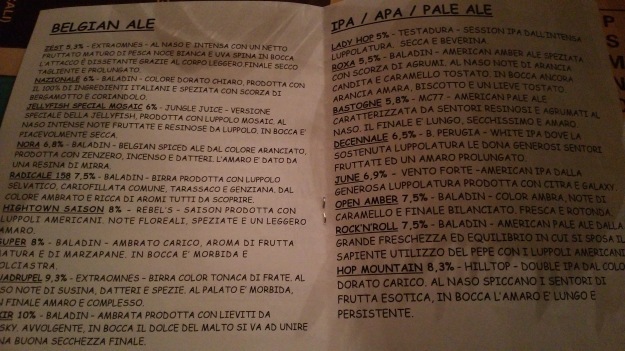 BELGIAN ALE
ZEST 5,3% - EXTRAOMNES - AL NASO E' INTENSA CON UN NETTO
FRUTTATO MATURO DI PESCA NOCE BIANCA E UVA SPINA IN BOCCA
L'ATTACCO E' DISSETANTE GRAZIE AL CORPO LEGGERO FINALE SECCO
TAGLIENTE E PROLUNGATO.
NAZIONALE 6% - BALADIN - COLORE DORATO CHIARO, PRODOTTA CON
IL 100% DI INGREDIENTI ITALIANI E SPEZIATA CON SCORZA DI
BERGAMOTTO E CORIANDOLO.
JELLYFISH SPECIAL MOSAIC 6% - JUNGLE JUICE - VERSIONE
SPECIALE DELLA JELLYFISH, PRODOTTA CON LUPPOLO MOSAIC. AL
NASO INTENSE NOTE FRUTTATE E RESINOSE DA LUPPOLO, IN BOCCA E'
PIACEVOLMENTE SECCA.
NORA 6,8% - BALADIN - BELGIAN SPICED ALE DAL COLORE ARANCIATO,
PRODOTTA CON ZENZERO, INCENSO E DATTERI. L'AMARO E' DATO DA
UNA RESINA DI MIRRA.
RADICALE 158 7,5% - BALADIN - BIRRA PRODOTTA CON LUPPOLO
SELVATICO, CARIOFILLATA COMUNE, TARASSACO E GENZIANA, DAL
COLORE AMBRATO E RICCA DI AROMI TUTTI DA SCOPRIRE.
HIGHTOWN SAISON 8% - REBEL'S - SAISON PRODOTTA CON
LUPPOLI AMERICANI. NOTE FLOREALI, SPEZIATE E UN LEGGERO
AMARO.
SUPER 8% - BALADIN - AMBRATO CARICO, AROMA DI FRUTTA
MATURA E DI MARZAPANE. IN BOCCA E' MORBIDA E
DOLCIASTRA.
QUADRUPEL 9,3% - EXTRAOMNES - BIRRA COLOR TONACA DI FRATE. AL
NASO NOTE DI SUSINA, DATTERI E SPEZIE. AL PALATO E' MORBIDA,
IN FINALE AMARO E COMPLESSO.
10% - BALADIN - AMBRATA PRODOTTA CON LIEVITI DA
AVVOLGENTE, IN BOCCA IL DOLCE DEL MALTO SI VA AD UNIRE
UNA BUONA SECCHEZZA FINALE.
IPA / APA / PALE ALE
LADY HOP 5% - TESTADURA - SESSION IPA DALL'INTENSA
LUPPOLATURA. SECCA E BEVERINA.
ROXA 5,5% - BALADIN - AMERICAN AMBER ALE SPEZIATA
CON SCORZA DI AGRUMI. AL NASO NOTE DI ARANCIA
CANDITA E CARAMELLO TOSTATO. IN BOCCA ANCORA
ARANCIA AMARA, BISCOTTO E UN LIEVE TOSTATO
BASTOGNE 5,8% - MC77 - AMERICAN PALE ALE
CARATTERIZZATA DA SENTORI RESINOSI E AGRUMATI AL
NASO. IL FINALE E' LUNGO, SECCHISSIMO E AMARO.
DECENNALE 6,5% - B. PERUGIA - WHITE IPA DOVE LA
SOSTENUTA LUPPOLATURA LE DONA GENEROSI SENTORI
FRUTTATI ED UN AMARO PROLUNGATO
JUNE 6,9% - VENTO FORTE - AMERICAN IPA DALLA
GENEROSA LUPPOLATURA PRODOTTA CON CITRA E GALAXY.
OPEN AMBER 7,5% - BALADIN - COLOR AMBRA, NOTE DI
CARAMELLO E FINALE BILANCIATO, FRESCA E ROTONDA.
ROCK'N'ROLL 7,5% - BALADIN - AMERICAN PALE ALE DALLA
GRANDE FRESCHEZZA ED EQUILIBRIO IN CUI SI SPOSA IL
SAPIENTE UTILIZZO DEL PEPE CON I LUPPOLI AMERICANI
HOP MOUNTAIN 8,3% - HILLTOP - DOUBLE IPA DAL COLO
DORATO CARICO. AL NASO SPICCANO I SENTORI DI
FRUTTA ESOTICA, IN BOCCA L'AMARO E' LUNGO E
PERSISTENTE.